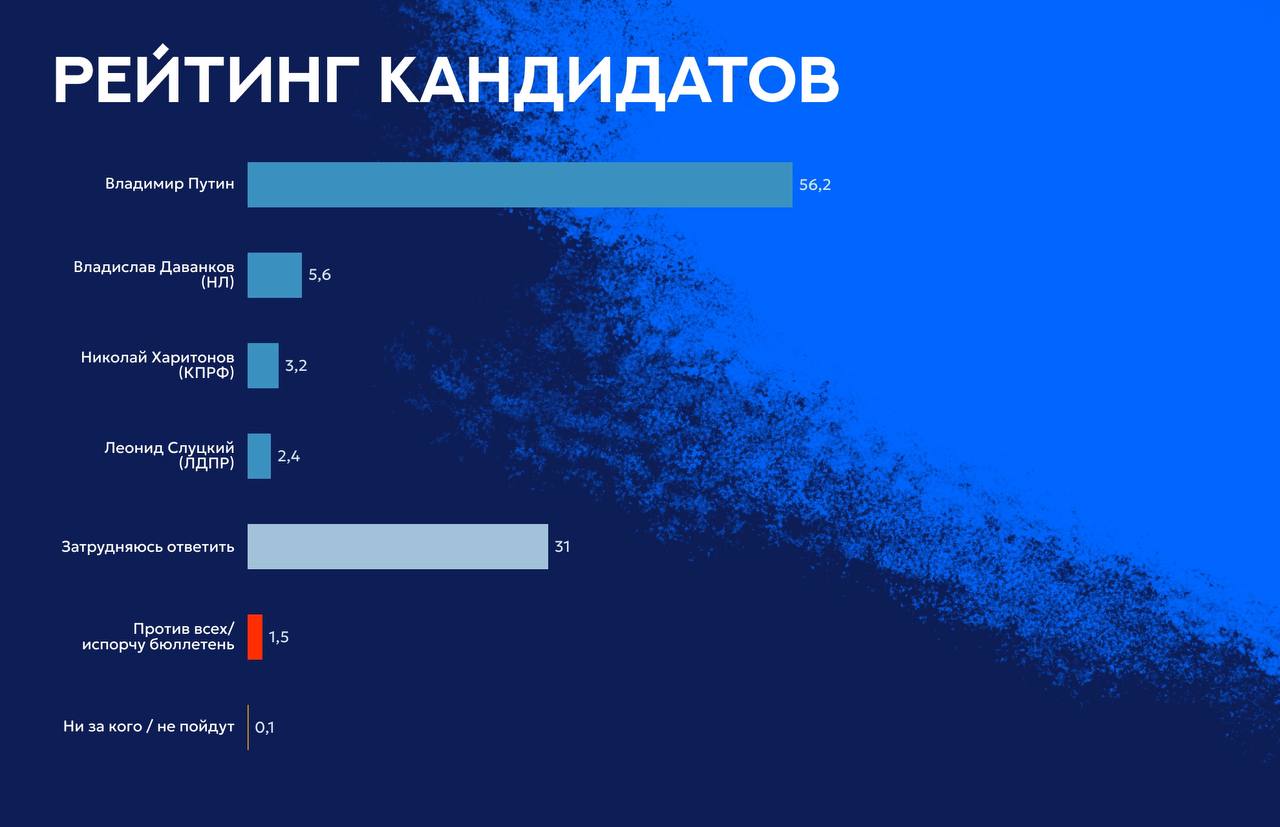 РЕЙТИНГ КАНДИДАТОВ
Владимир Путин
56,2
Владислав Даванков
(НЛ)
5,6
Николай Харитонов
(КПРФ)
3,2
Леонид Слуцкий
(ЛДПР)
2,4
Затрудняюсь ответить
31
Против всех/
испорчу бюллетень
1,5
Ни за кого / не пойдут
0,1